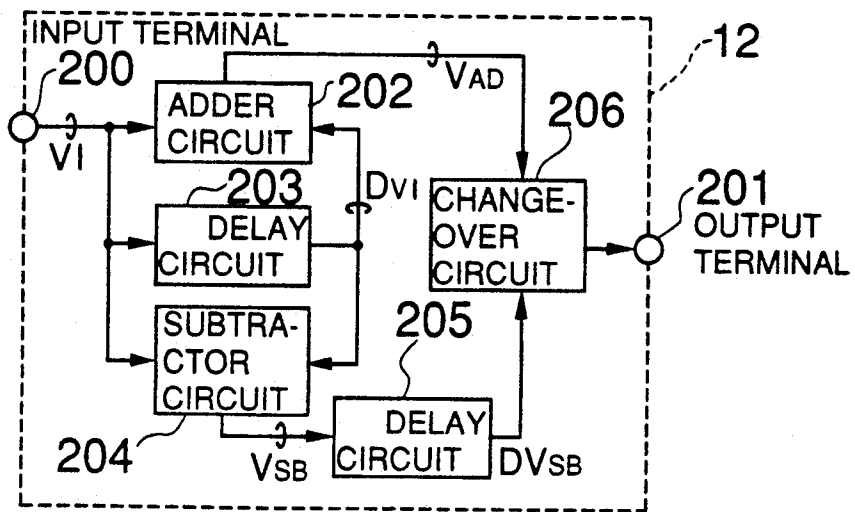 INPUT TERMINAL
12
200
ADDER
CIRCUIT
202
VAD
206
VI
203
DVI
DELAY
CIRCUIT
CHANGE-
OVER
CIRCUIT
201
OUTPUT
TERMINAL
SUBTRA-
CTOR
CIRCUIT
205
204
VSB
DELAY
CIRCUIT
DVSB